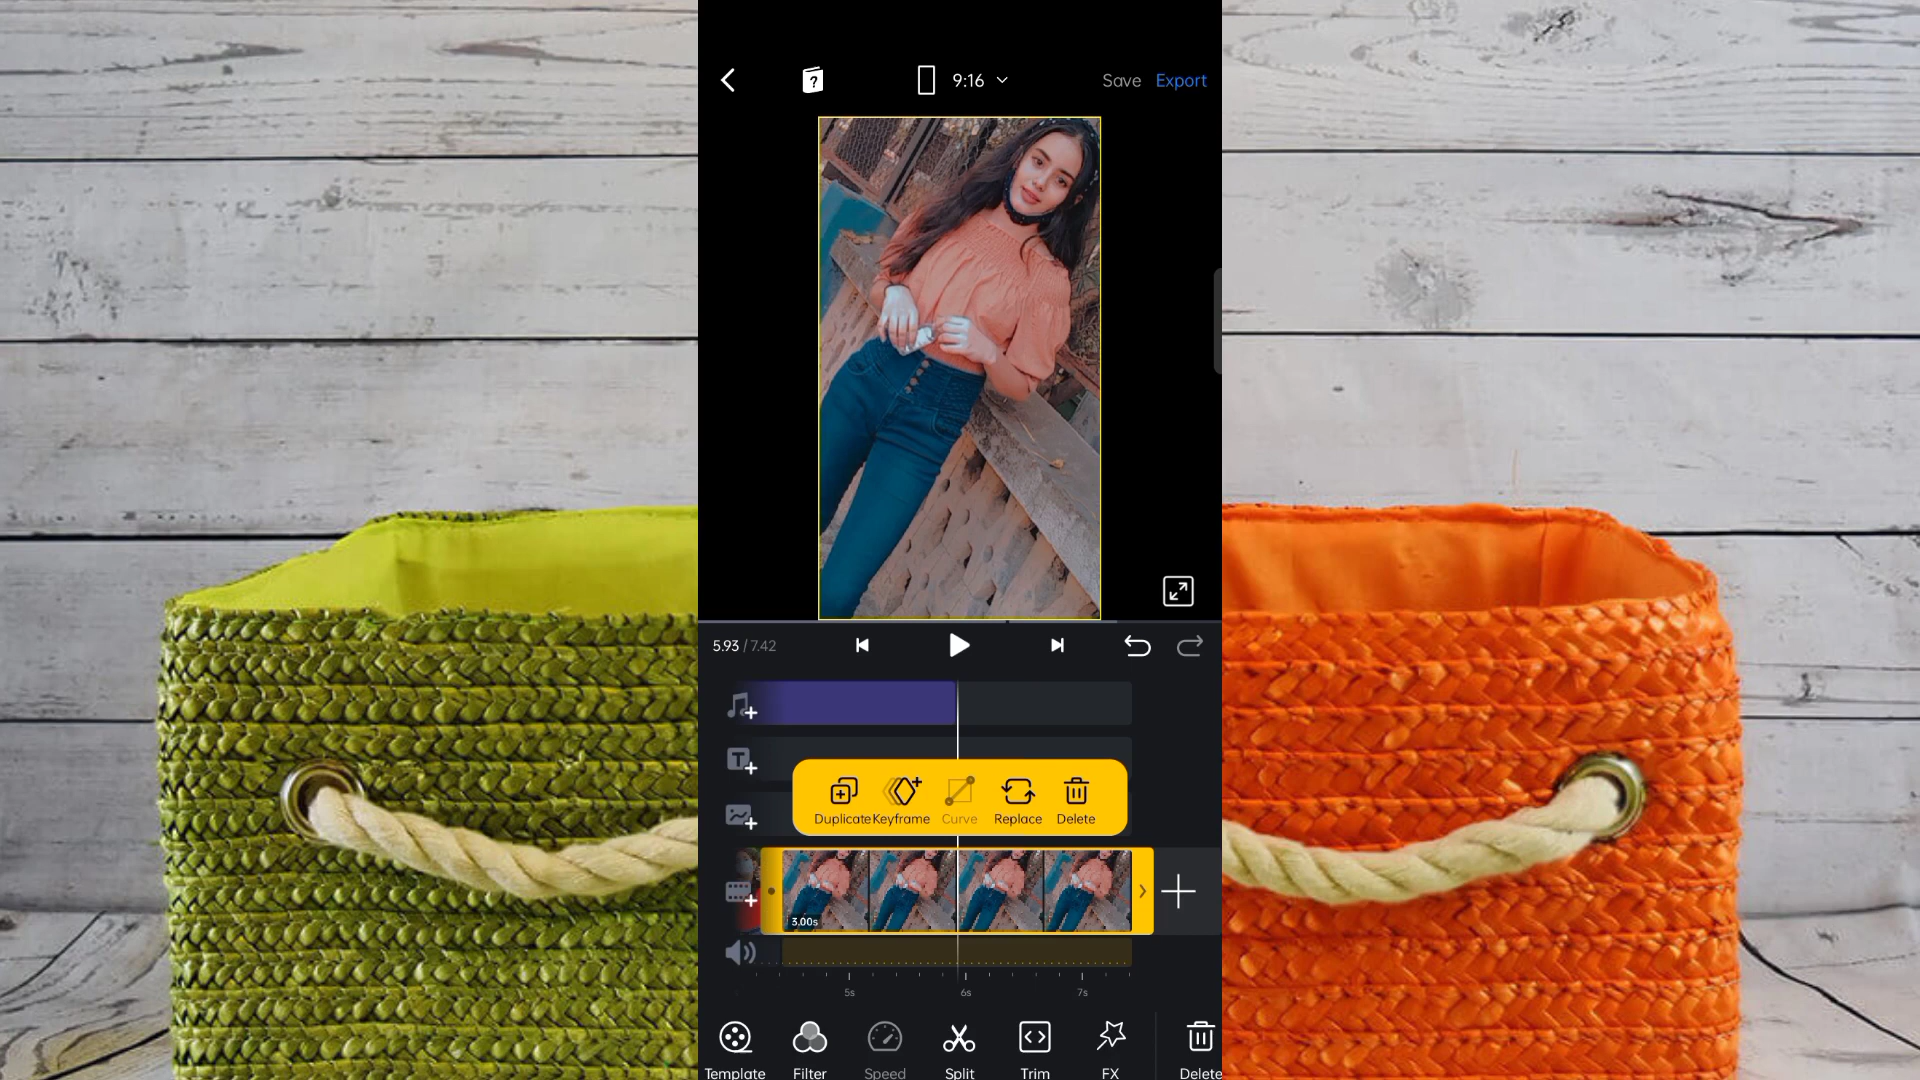 9:16
Save
Export
5.93 / 7.42
Duplicate
Keyframe
Curve
Replace
Delete
3.00s
5s
6s
7s
Template
Filter
Speed
Split
Trim
FX
Delete